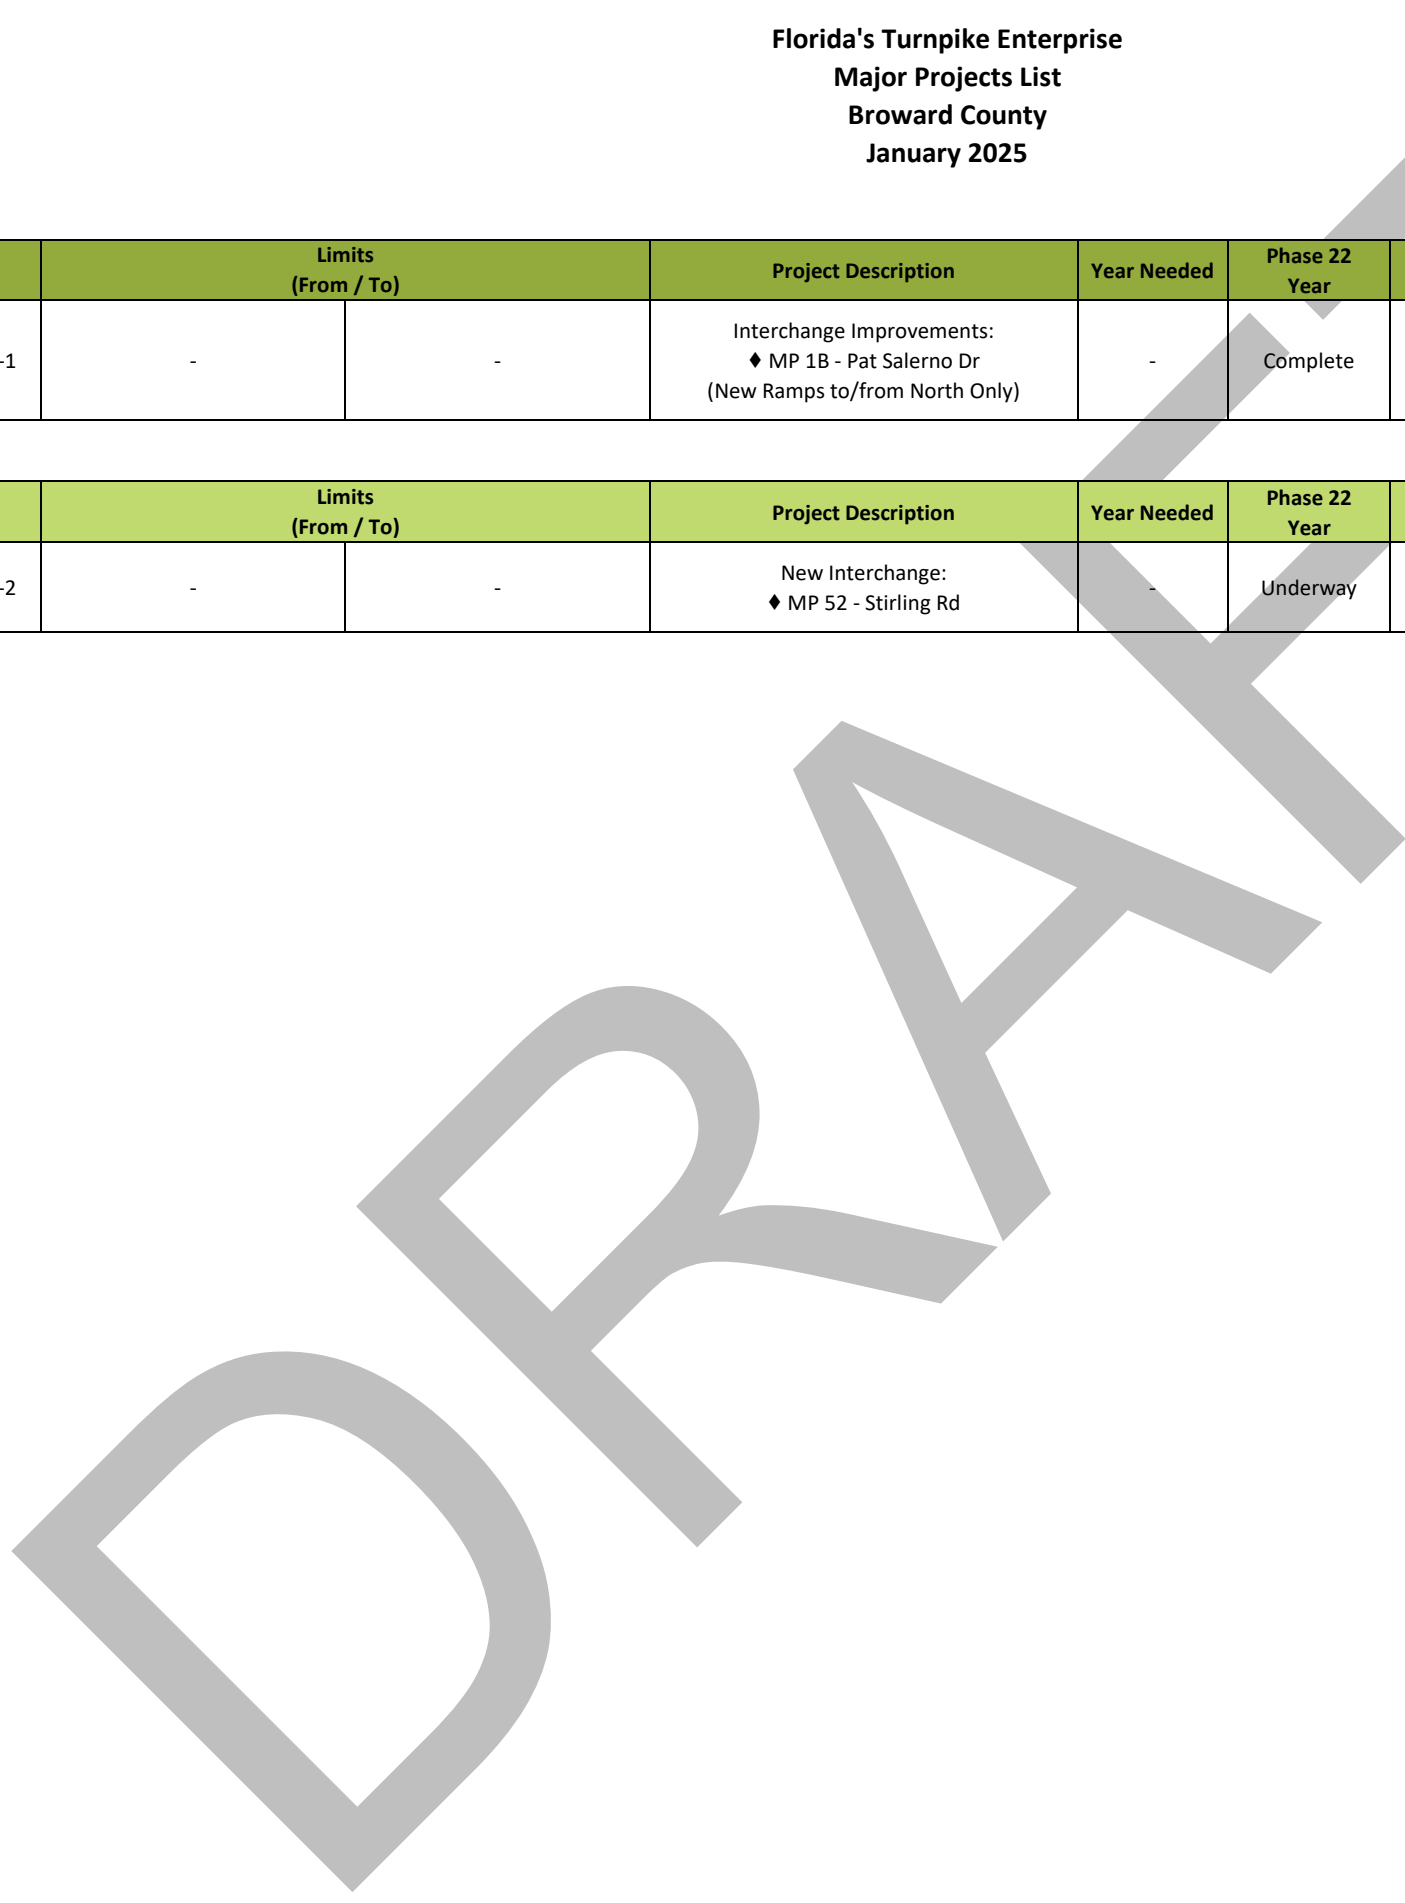 Florida's Turnpike Enterprise
Major Projects List
Broward County
January 2025
Limits
(From / To)
Project Description
Year Needed
Phase 22
Year
-1
-
-
Interchange Improvements:
♦ MP 1B - Pat Salerno Dr
(New Ramps to/from North Only)
-
Complete
Limits
(From / To)
Project Description
Year Needed
Phase 22
Year
-2
-
-
New Interchange:
♦ MP 52 - Stirling Rd
-
Underway
DRAF